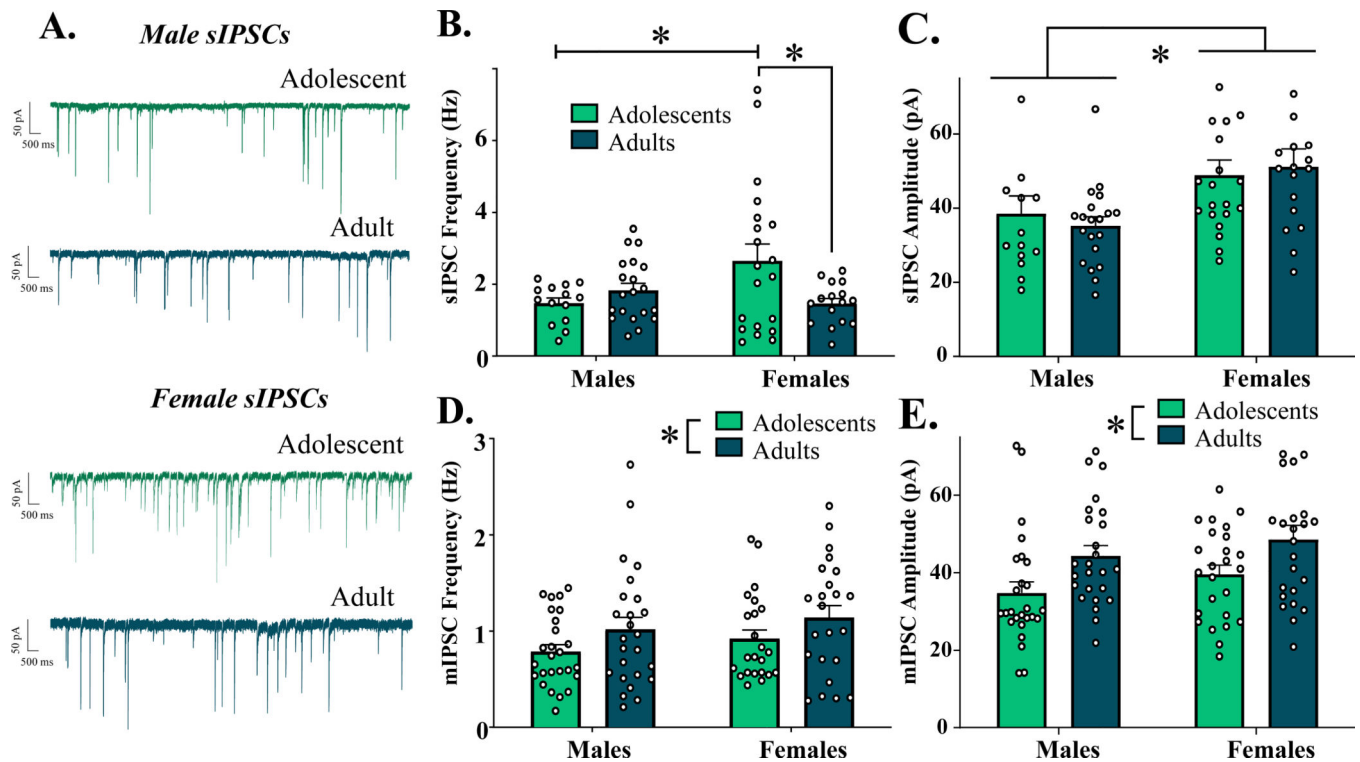 A.
Male sIPSCs
Adolescent
50 pA
500 ms
Adult
50 pA
500 ms
Female sIPSCs
Adolescent
50 pA
500 ms
Adult
50 pA
500 ms
B.
*
*
Adolescents
Adults
sIPSC Frequency (Hz)
6
4
2
0
Males
Females
C.
*
sIPSC Amplitude (pA)
60
40
20
0
Males
Females
D.
*
Adolescents
Adults
mIPSC Frequency (Hz)
3
2
1
0
Males
Females
E.
*
Adolescents
Adults
mIPSC Amplitude (pA)
60
40
20
0
Males
Females